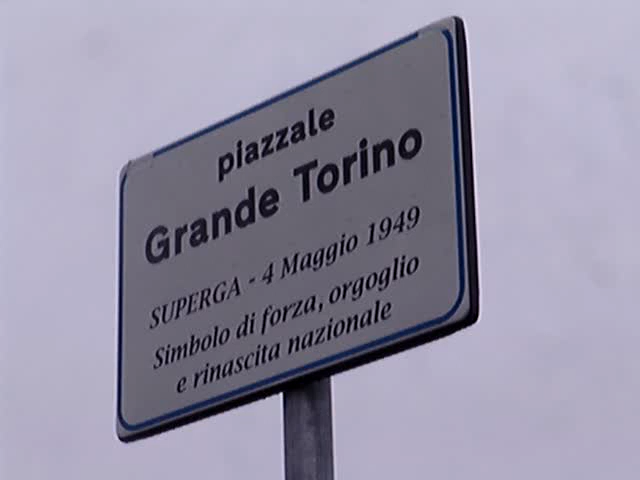 piazzale
Grande Torino
SUPERGA - 4 Maggio 1949
Simbolo di forza, orgoglio
e rinascita nazionale